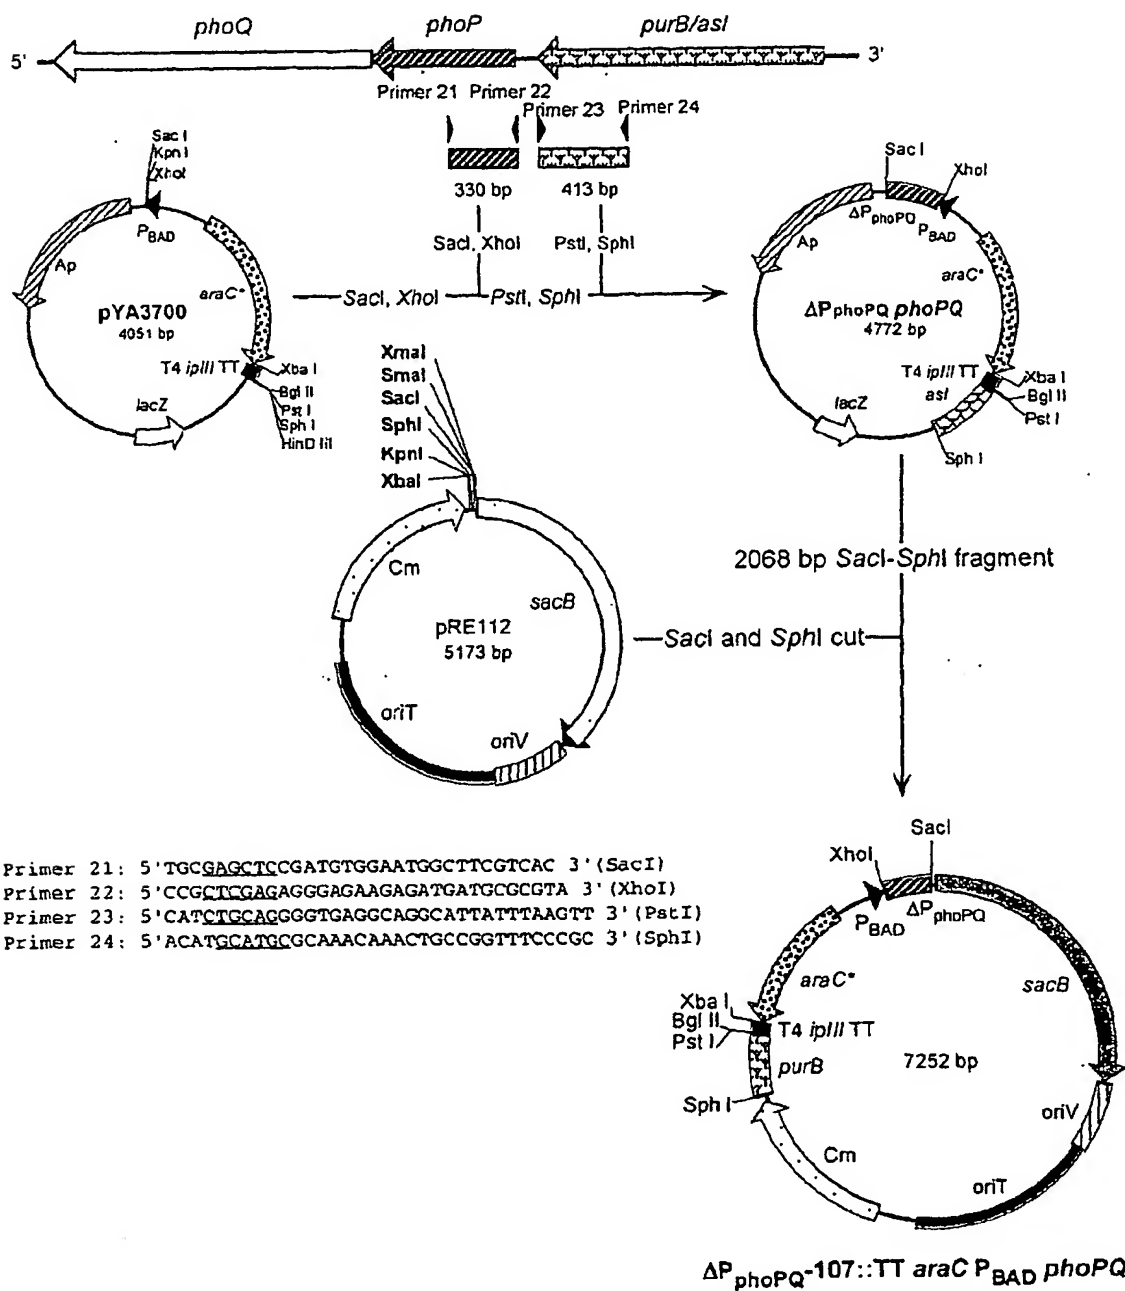 phoQ
phoP
purB/asl
5'
3'
Primer 21
Primer 22
Primer 23
Primer 24
330 bp
413 bp
SacI, XhoI
PstI, SphI
Sac I
Kpn I
XhoI
P_BAD
Ap
araC*
pYA3700
4051 bp
T4 ipIII TT
Xba I
Bgl II
Pst I
Sph I
HinD III
lacZ
SacI, XhoI
PstI, SphI
Sac I
XhoI
ΔP_phoPQ
P_BAD
Ap
araC*
ΔP_phoPQ phoPQ
4772 bp
T4 ipIII TT
asl
Xba I
Bgl II
Pst I
Sph I
lacZ
XmaI
SmaI
SacI
SphI
KpnI
XbaI
Cm
sacB
pRE112
5173 bp
oriT
oriV
2068 bp SacI-SphI fragment
SacI and SphI cut
Primer 21: 5'TGCGAGCTCCGATGTGGAATGGCTTCGTCAC 3'(SacI)
Primer 22: 5'CCGCTCGAGAGGGAGAAGAGATGATGCGCGTA 3'(XhoI)
Primer 23: 5'CATCTGCAGGGGTGAGGCAGGCATTATTTAAGTT 3'(PstI)
Primer 24: 5'ACATGCATGCGCAAACAAACTGCCGGTTTCCCGC 3'(SphI)
SacI
XhoI
ΔP_phoPQ
P_BAD
araC*
sacB
Xba I
Bgl II
Pst I
T4 ipIII TT
purB
7252 bp
Sph I
oriV
Cm
oriT
ΔP_phoPQ-107::TT araC P_BAD phoPQ